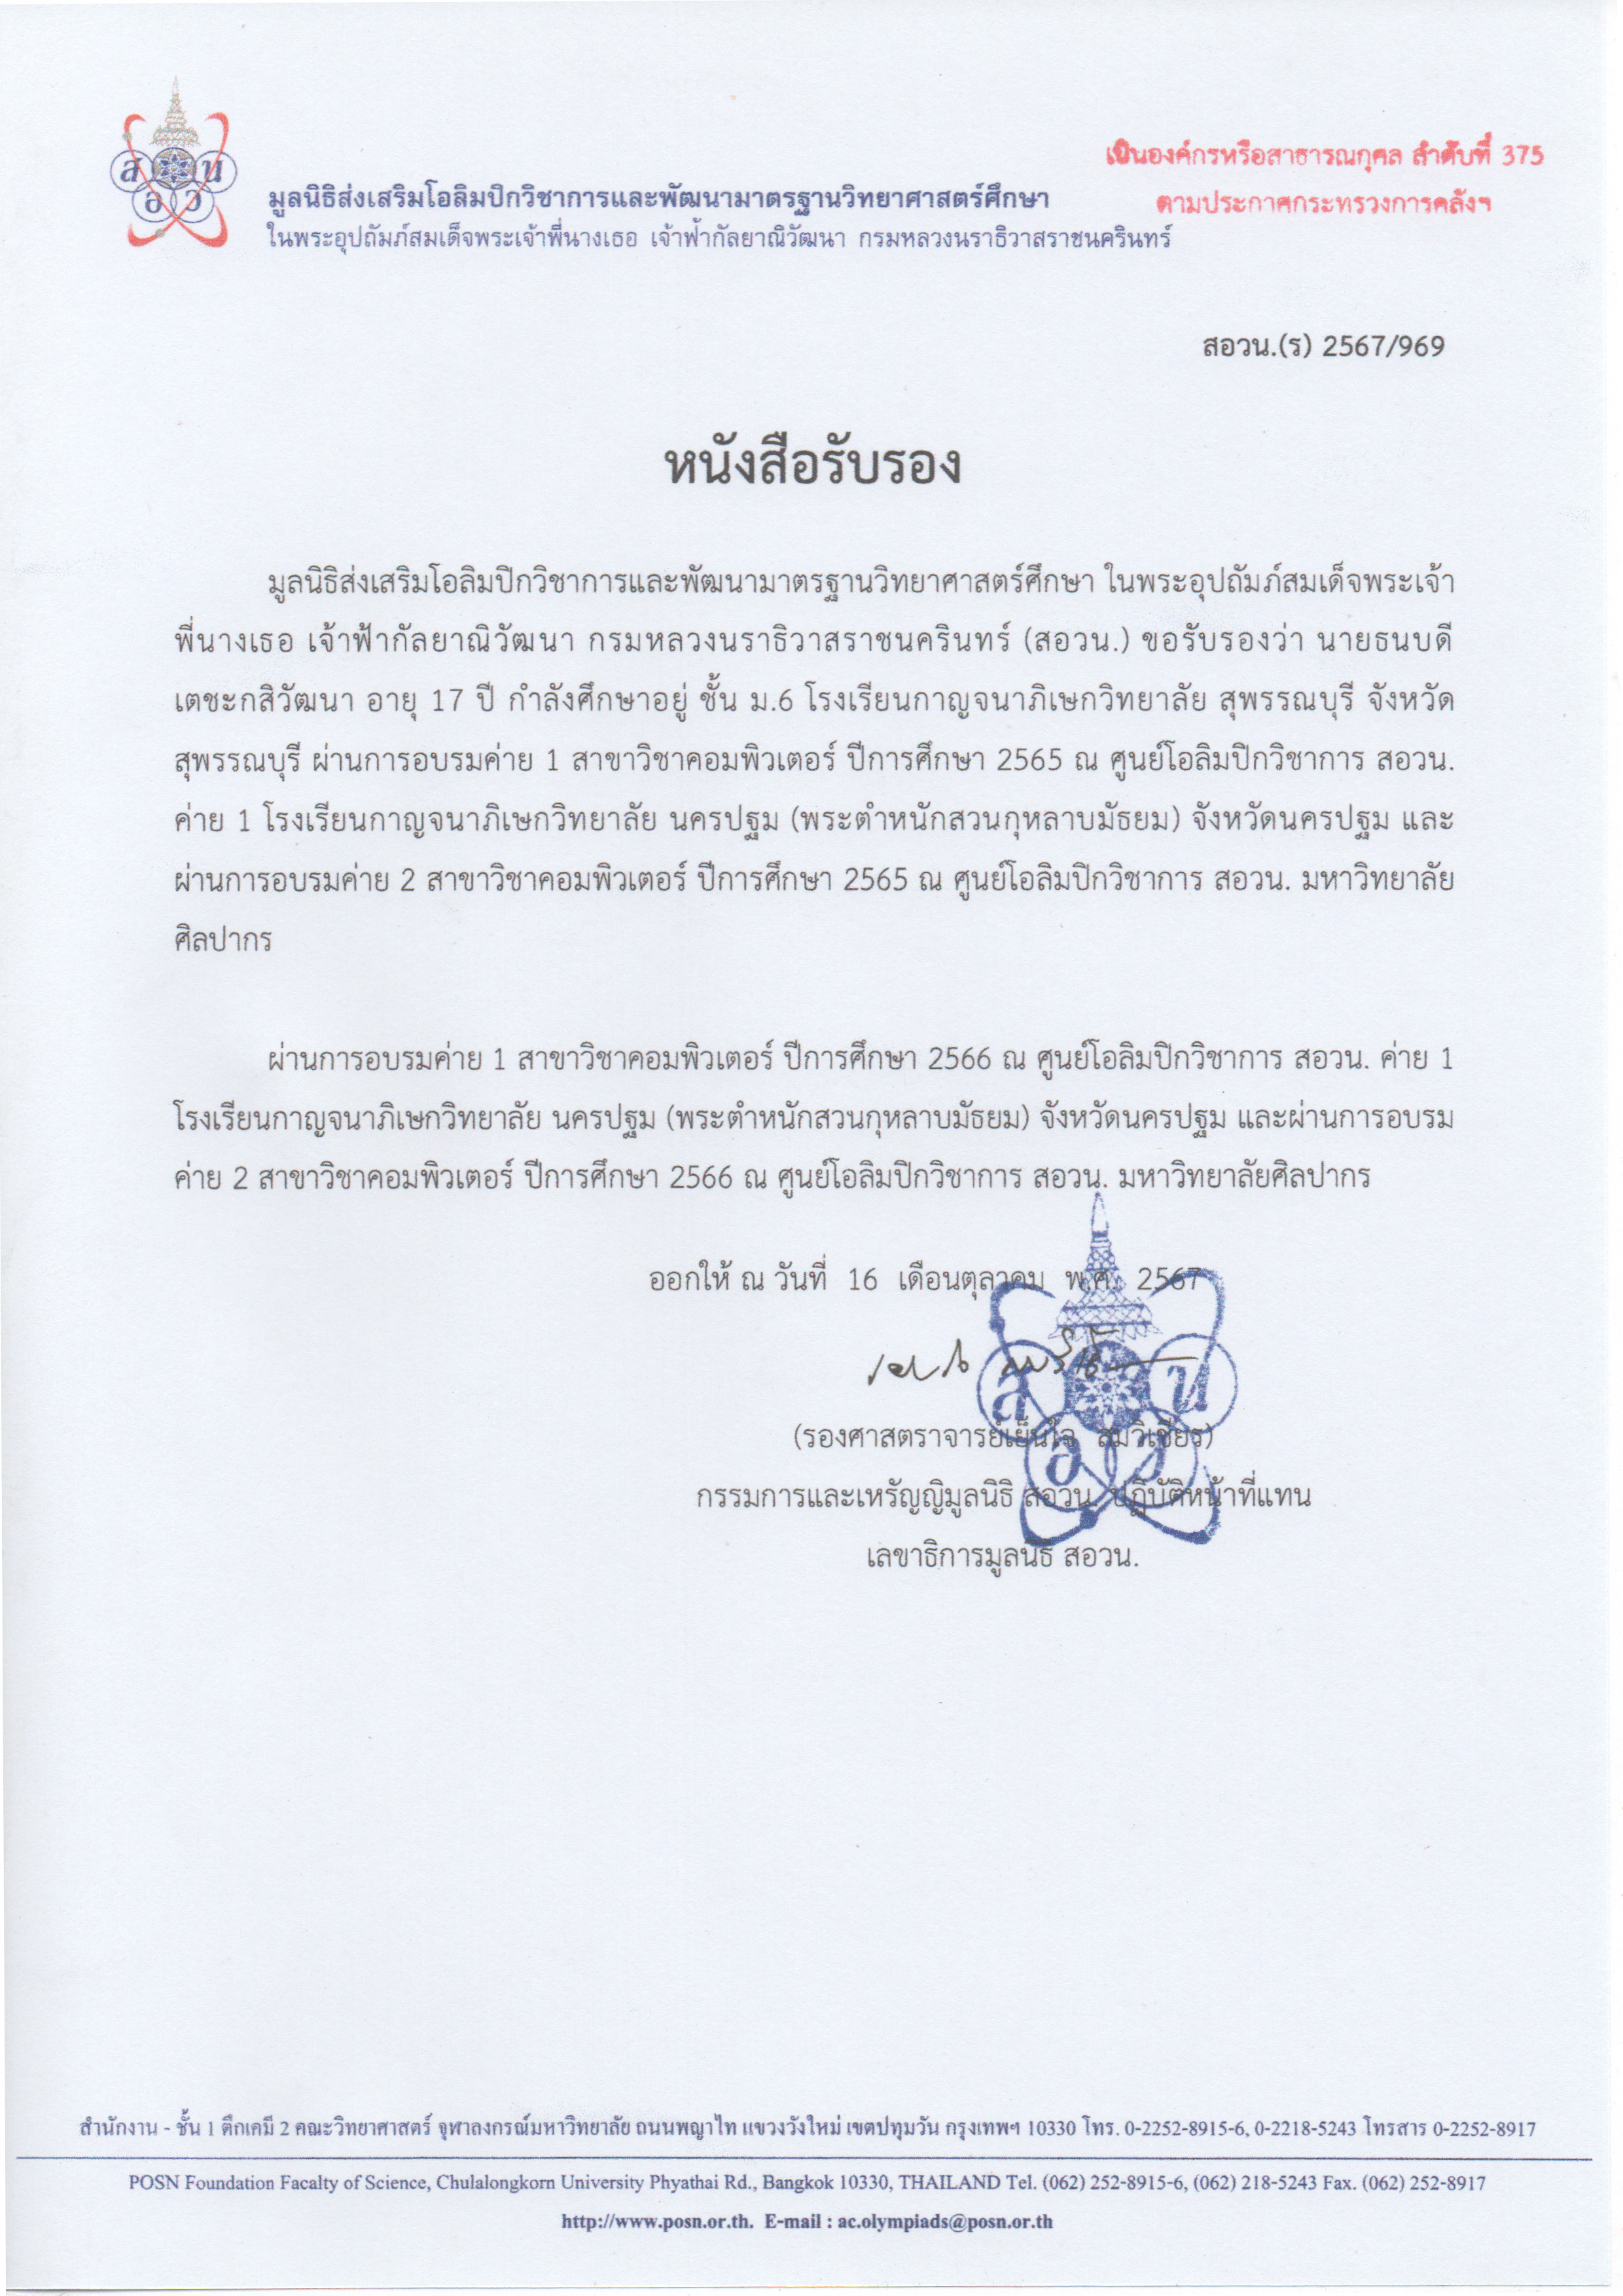 ส อ ว น
มูลนิธิส่งเสริมโอลิมปิกวิชาการและพัฒนามาตรฐานวิทยาศาสตร์ศึกษา
ในพระอุปถัมภ์สมเด็จพระเจ้าพี่นางเธอ เจ้าฟ้ากัลยาณิวัฒนา กรมหลวงนราธิวาสราชนครินทร์
เป็นองค์กรหรือสาธารณกุศล ลำดับที่ 375
ตามประกาศกระทรวงการคลังฯ
สอวน.(ร) 2567/969
หนังสือรับรอง
มูลนิธิส่งเสริมโอลิมปิกวิชาการและพัฒนามาตรฐานวิทยาศาสตร์ศึกษา ในพระอุปถัมภ์สมเด็จพระเจ้า
พี่นางเธอ เจ้าฟ้ากัลยาณิวัฒนา กรมหลวงนราธิวาสราชนครินทร์ (สอวน.) ขอรับรองว่า นายธนบดี
เตชะกสิวัฒนา อายุ 17 ปี กำลังศึกษาอยู่ ชั้น ม.6 โรงเรียนกาญจนาภิเษกวิทยาลัย สุพรรณบุรี จังหวัด
สุพรรณบุรี ผ่านการอบรมค่าย 1 สาขาวิชาคอมพิวเตอร์ ปีการศึกษา 2565 ณ ศูนย์โอลิมปิกวิชาการ สอวน.
ค่าย 1 โรงเรียนกาญจนาภิเษกวิทยาลัย นครปฐม (พระตำหนักสวนกุหลาบมัธยม) จังหวัดนครปฐม และ
ผ่านการอบรมค่าย 2 สาขาวิชาคอมพิวเตอร์ ปีการศึกษา 2565 ณ ศูนย์โอลิมปิกวิชาการ สอวน. มหาวิทยาลัย
ศิลปากร
ผ่านการอบรมค่าย 1 สาขาวิชาคอมพิวเตอร์ ปีการศึกษา 2566 ณ ศูนย์โอลิมปิกวิชาการ สอวน. ค่าย 1
โรงเรียนกาญจนาภิเษกวิทยาลัย นครปฐม (พระตำหนักสวนกุหลาบมัธยม) จังหวัดนครปฐม และผ่านการอบรม
ค่าย 2 สาขาวิชาคอมพิวเตอร์ ปีการศึกษา 2566 ณ ศูนย์โอลิมปิกวิชาการ สอวน. มหาวิทยาลัยศิลปากร
ออกให้ ณ วันที่ 16 เดือนตุลาคม พ.ศ. 2567
ส อ ว น
(รองศาสตราจารย์เย็นใจ สมวิเชียร)
กรรมการและเหรัญญิมูลนิธิ สอวน. ปฏิบัติหน้าที่แทน
เลขาธิการมูลนิธิ สอวน.
สำนักงาน - ชั้น 1 ตึกเคมี 2 คณะวิทยาศาสตร์ จุฬาลงกรณ์มหาวิทยาลัย ถนนพญาไท แขวงวังใหม่ เขตปทุมวัน กรุงเทพฯ 10330 โทร. 0-2252-8915-6, 0-2218-5243 โทรสาร 0-2252-8917
POSN Foundation Facalty of Science, Chulalongkorn University Phyathai Rd., Bangkok 10330, THAILAND Tel. (062) 252-8915-6, (062) 218-5243 Fax. (062) 252-8917
http://www.posn.or.th. E-mail : ac.olympiads@posn.or.th